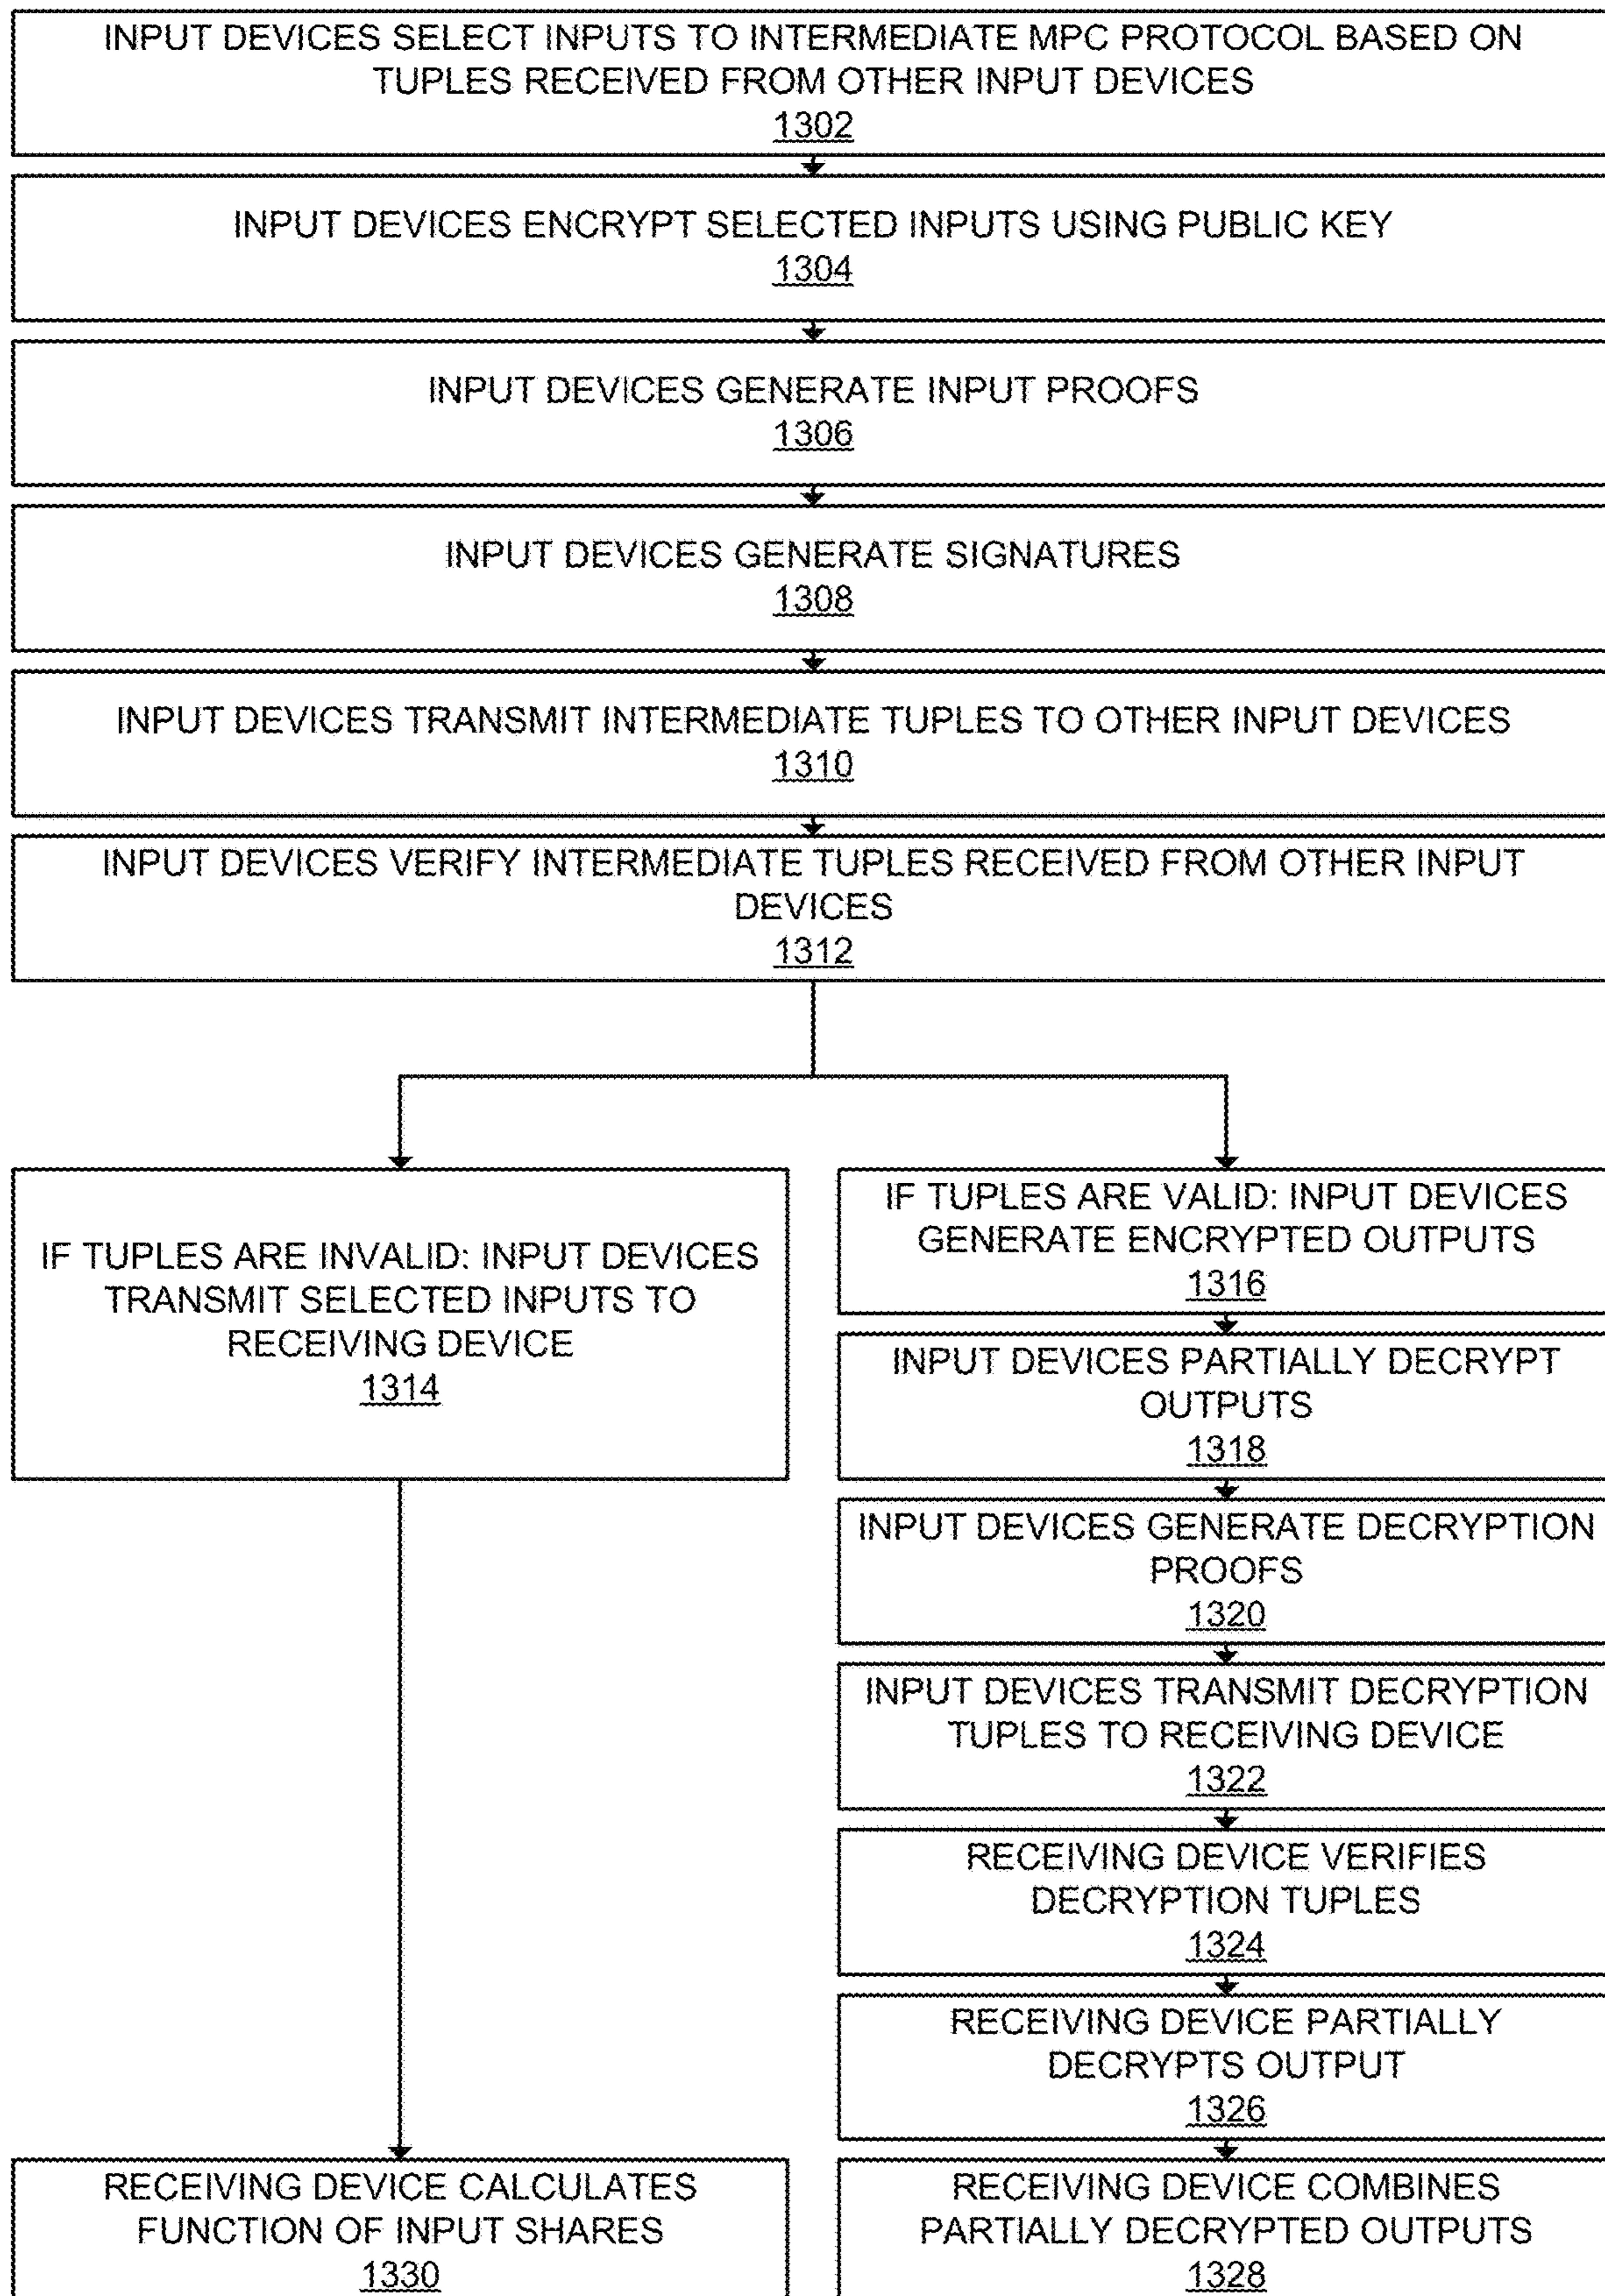 INPUT DEVICES SELECT INPUTS TO INTERMEDIATE MPC PROTOCOL BASED ON
TUPLES RECEIVED FROM OTHER INPUT DEVICES
1302
INPUT DEVICES ENCRYPT SELECTED INPUTS USING PUBLIC KEY
1304
INPUT DEVICES GENERATE INPUT PROOFS
1306
INPUT DEVICES GENERATE SIGNATURES
1308
INPUT DEVICES TRANSMIT INTERMEDIATE TUPLES TO OTHER INPUT DEVICES
1310
INPUT DEVICES VERIFY INTERMEDIATE TUPLES RECEIVED FROM OTHER INPUT
DEVICES
1312
IF TUPLES ARE INVALID: INPUT DEVICES
TRANSMIT SELECTED INPUTS TO
RECEIVING DEVICE
1314
IF TUPLES ARE VALID: INPUT DEVICES
GENERATE ENCRYPTED OUTPUTS
1316
INPUT DEVICES PARTIALLY DECRYPT
OUTPUTS
1318
INPUT DEVICES GENERATE DECRYPTION
PROOFS
1320
INPUT DEVICES TRANSMIT DECRYPTION
TUPLES TO RECEIVING DEVICE
1322
RECEIVING DEVICE VERIFIES
DECRYPTION TUPLES
1324
RECEIVING DEVICE PARTIALLY
DECRYPTS OUTPUT
1326
RECEIVING DEVICE CALCULATES
FUNCTION OF INPUT SHARES
1330
RECEIVING DEVICE COMBINES
PARTIALLY DECRYPTED OUTPUTS
1328